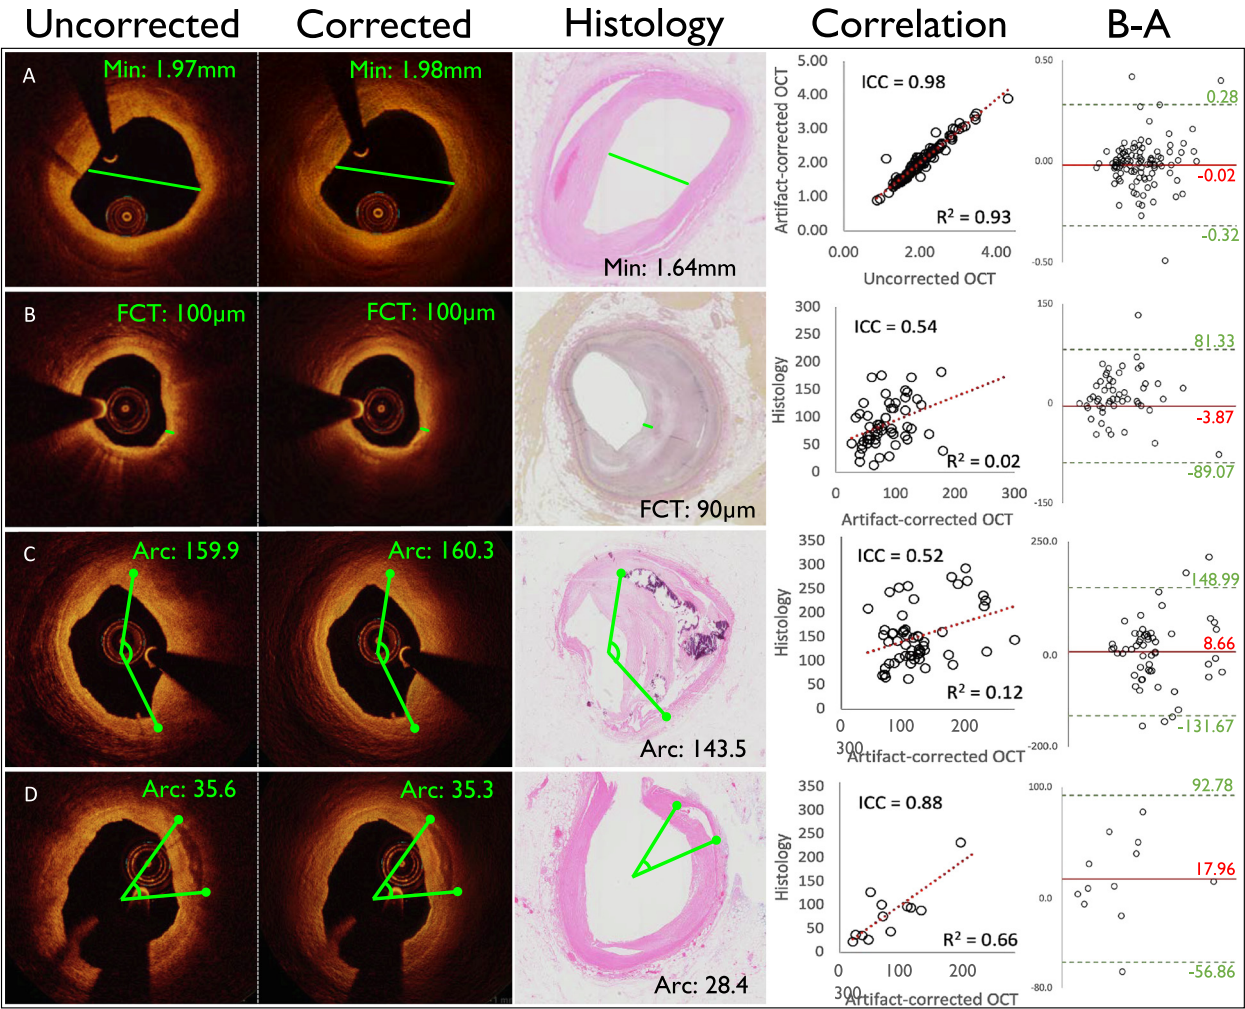 Uncorrected Corrected Histology Correlation B-A
A
Min: 1.97mm
Min: 1.98mm
Min: 1.64mm
5.00
4.00
3.00
2.00
1.00
0.00
Artifact-corrected OCT
ICC = 0.98
R² = 0.93
0.00 2.00 4.00
Uncorrected OCT
0.50
0.28
0.00
-0.02
-0.32
-0.50
B
FCT: 100µm
FCT: 100µm
FCT: 90µm
300
250
200
150
100
50
0
Histology
ICC = 0.54
R² = 0.02
0 100 200 300
Artifact-corrected OCT
150
81.33
0
-3.87
-89.07
-150
C
Arc: 159.9
Arc: 160.3
Arc: 143.5
350
300
250
200
150
100
50
0
Histology
ICC = 0.52
R² = 0.12
0 100 200
300
Artifact-corrected OCT
250.0
148.99
8.66
0.0
-131.67
-200.0
D
Arc: 35.6
Arc: 35.3
Arc: 28.4
350
300
250
200
150
100
50
0
Histology
ICC = 0.88
R² = 0.66
0 100 200
300
Artifact-corrected OCT
100.0
92.78
17.96
0.0
-56.86
-80.0